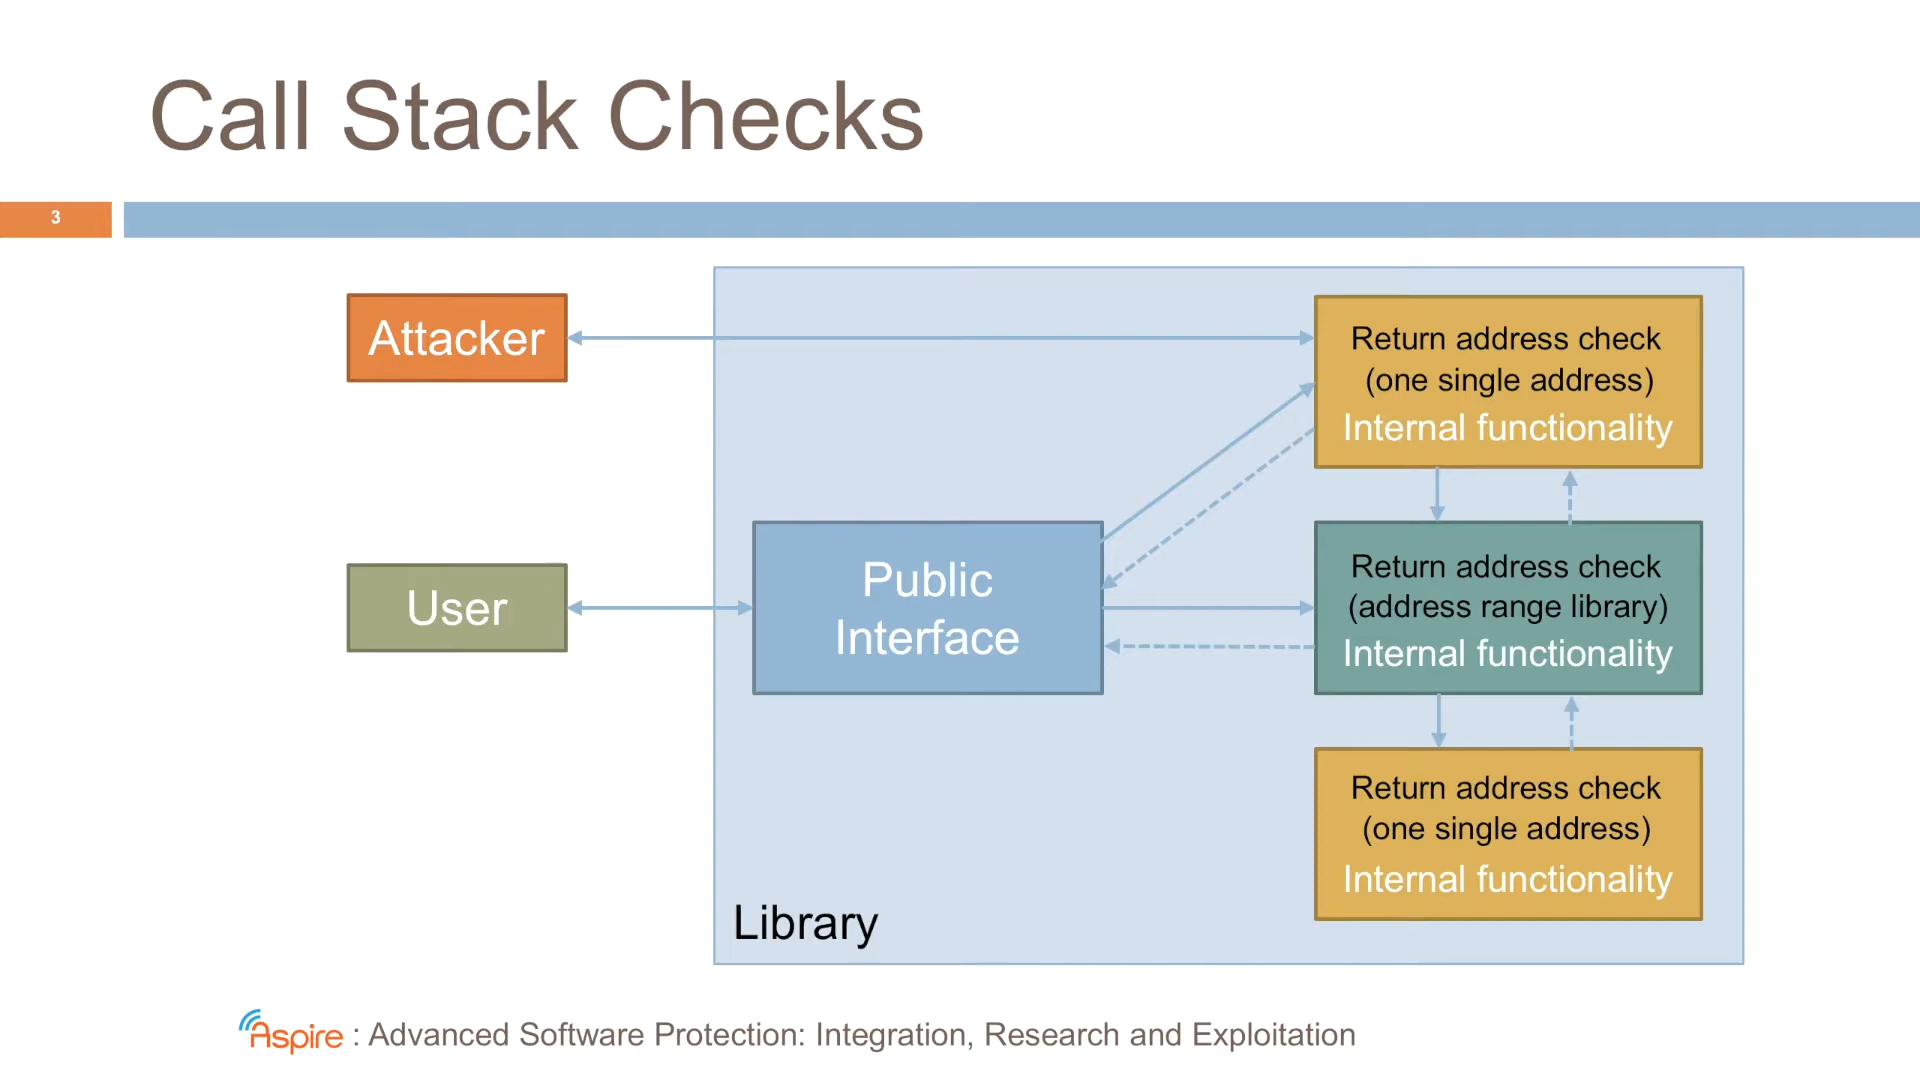 Call Stack Checks
3
Attacker
Return address check
(one single address)
Internal functionality
User
Public
Interface
Return address check
(address range library)
Internal functionality
Return address check
(one single address)
Internal functionality
Library
Aspire : Advanced Software Protection: Integration, Research and Exploitation